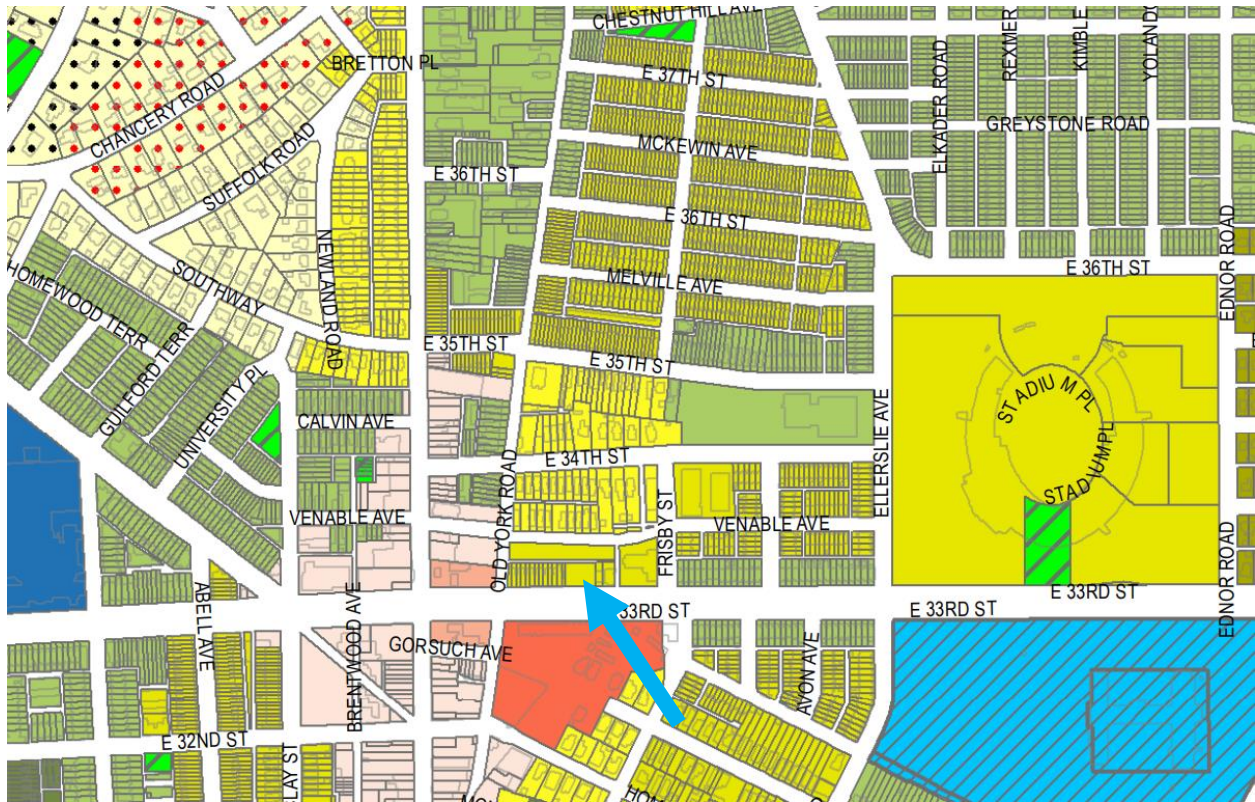 CHESTNUT HILL AVE
BRETTON PL
E 37TH ST
REXMER
KIMBLE
CHANCERY ROAD
GREYSTONE ROAD
MCKEWIN AVE
ELKADER ROAD
SUFFOLK ROAD
E 36TH ST
E 36TH ST
NEWLAND ROAD
SOUTHWAY
E 36TH ST
EDNOR ROAD
HOMEWOOD TERR
MELVILLE AVE
GUILFORD TERR
E 35TH ST
E 35TH ST
UNIVERSITY PL
STADIUM PL
CALVIN AVE
ELLERSLIE AVE
E 34TH ST
STADIUM PL
OLD YORK ROAD
VENABLE AVE
FRISBY ST
VENABLE AVE
EDNOR ROAD
ABELL AVE
BRENTWOOD AVE
33RD ST
E 33RD ST
E 33RD ST
GORSUCH AVE
AVON AVE
E 32ND ST
LAY ST